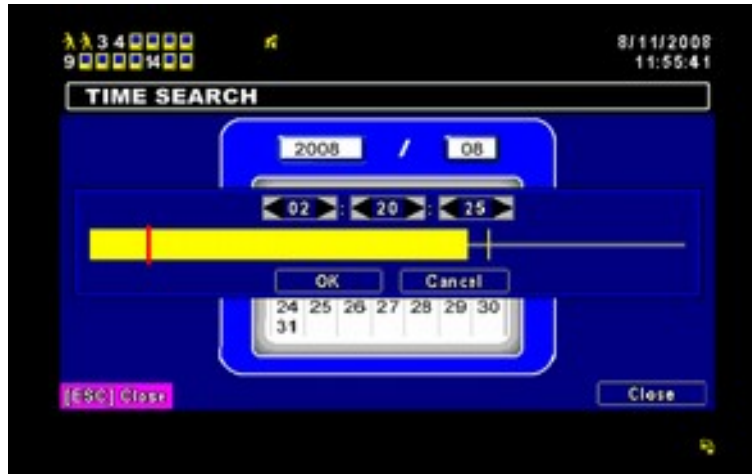 3 4 8/11/2008
9 14 11:55:41
TIME SEARCH
2008 / 08
02 : 20 : 25
OK Cancel
24 25 26 27 28 29 30
31
[ESC] Close Close